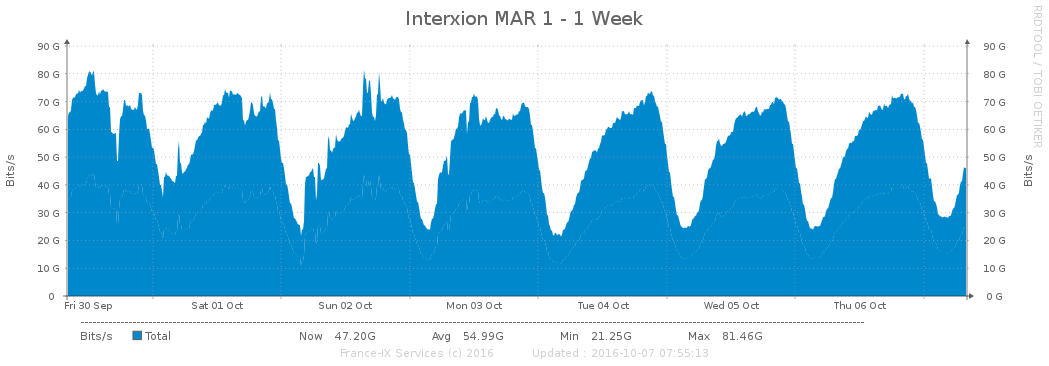 Interxion MAR 1 - 1 Week
RRDTOOL / TOBI OETIKER
Bits/s
90 G
80 G
70 G
60 G
50 G
40 G
30 G
20 G
10 G
0
90 G
80 G
70 G
60 G
50 G
40 G
30 G
20 G
10 G
0 G
Bits/s
Fri 30 Sep Sat 01 Oct Sun 02 Oct Mon 03 Oct Tue 04 Oct Wed 05 Oct Thu 06 Oct
Bits/s Total Now 47.20G Avg 54.99G Min 21.25G Max 81.46G
France-IX Services (c) 2016 Updated : 2016-10-07 07:55:13